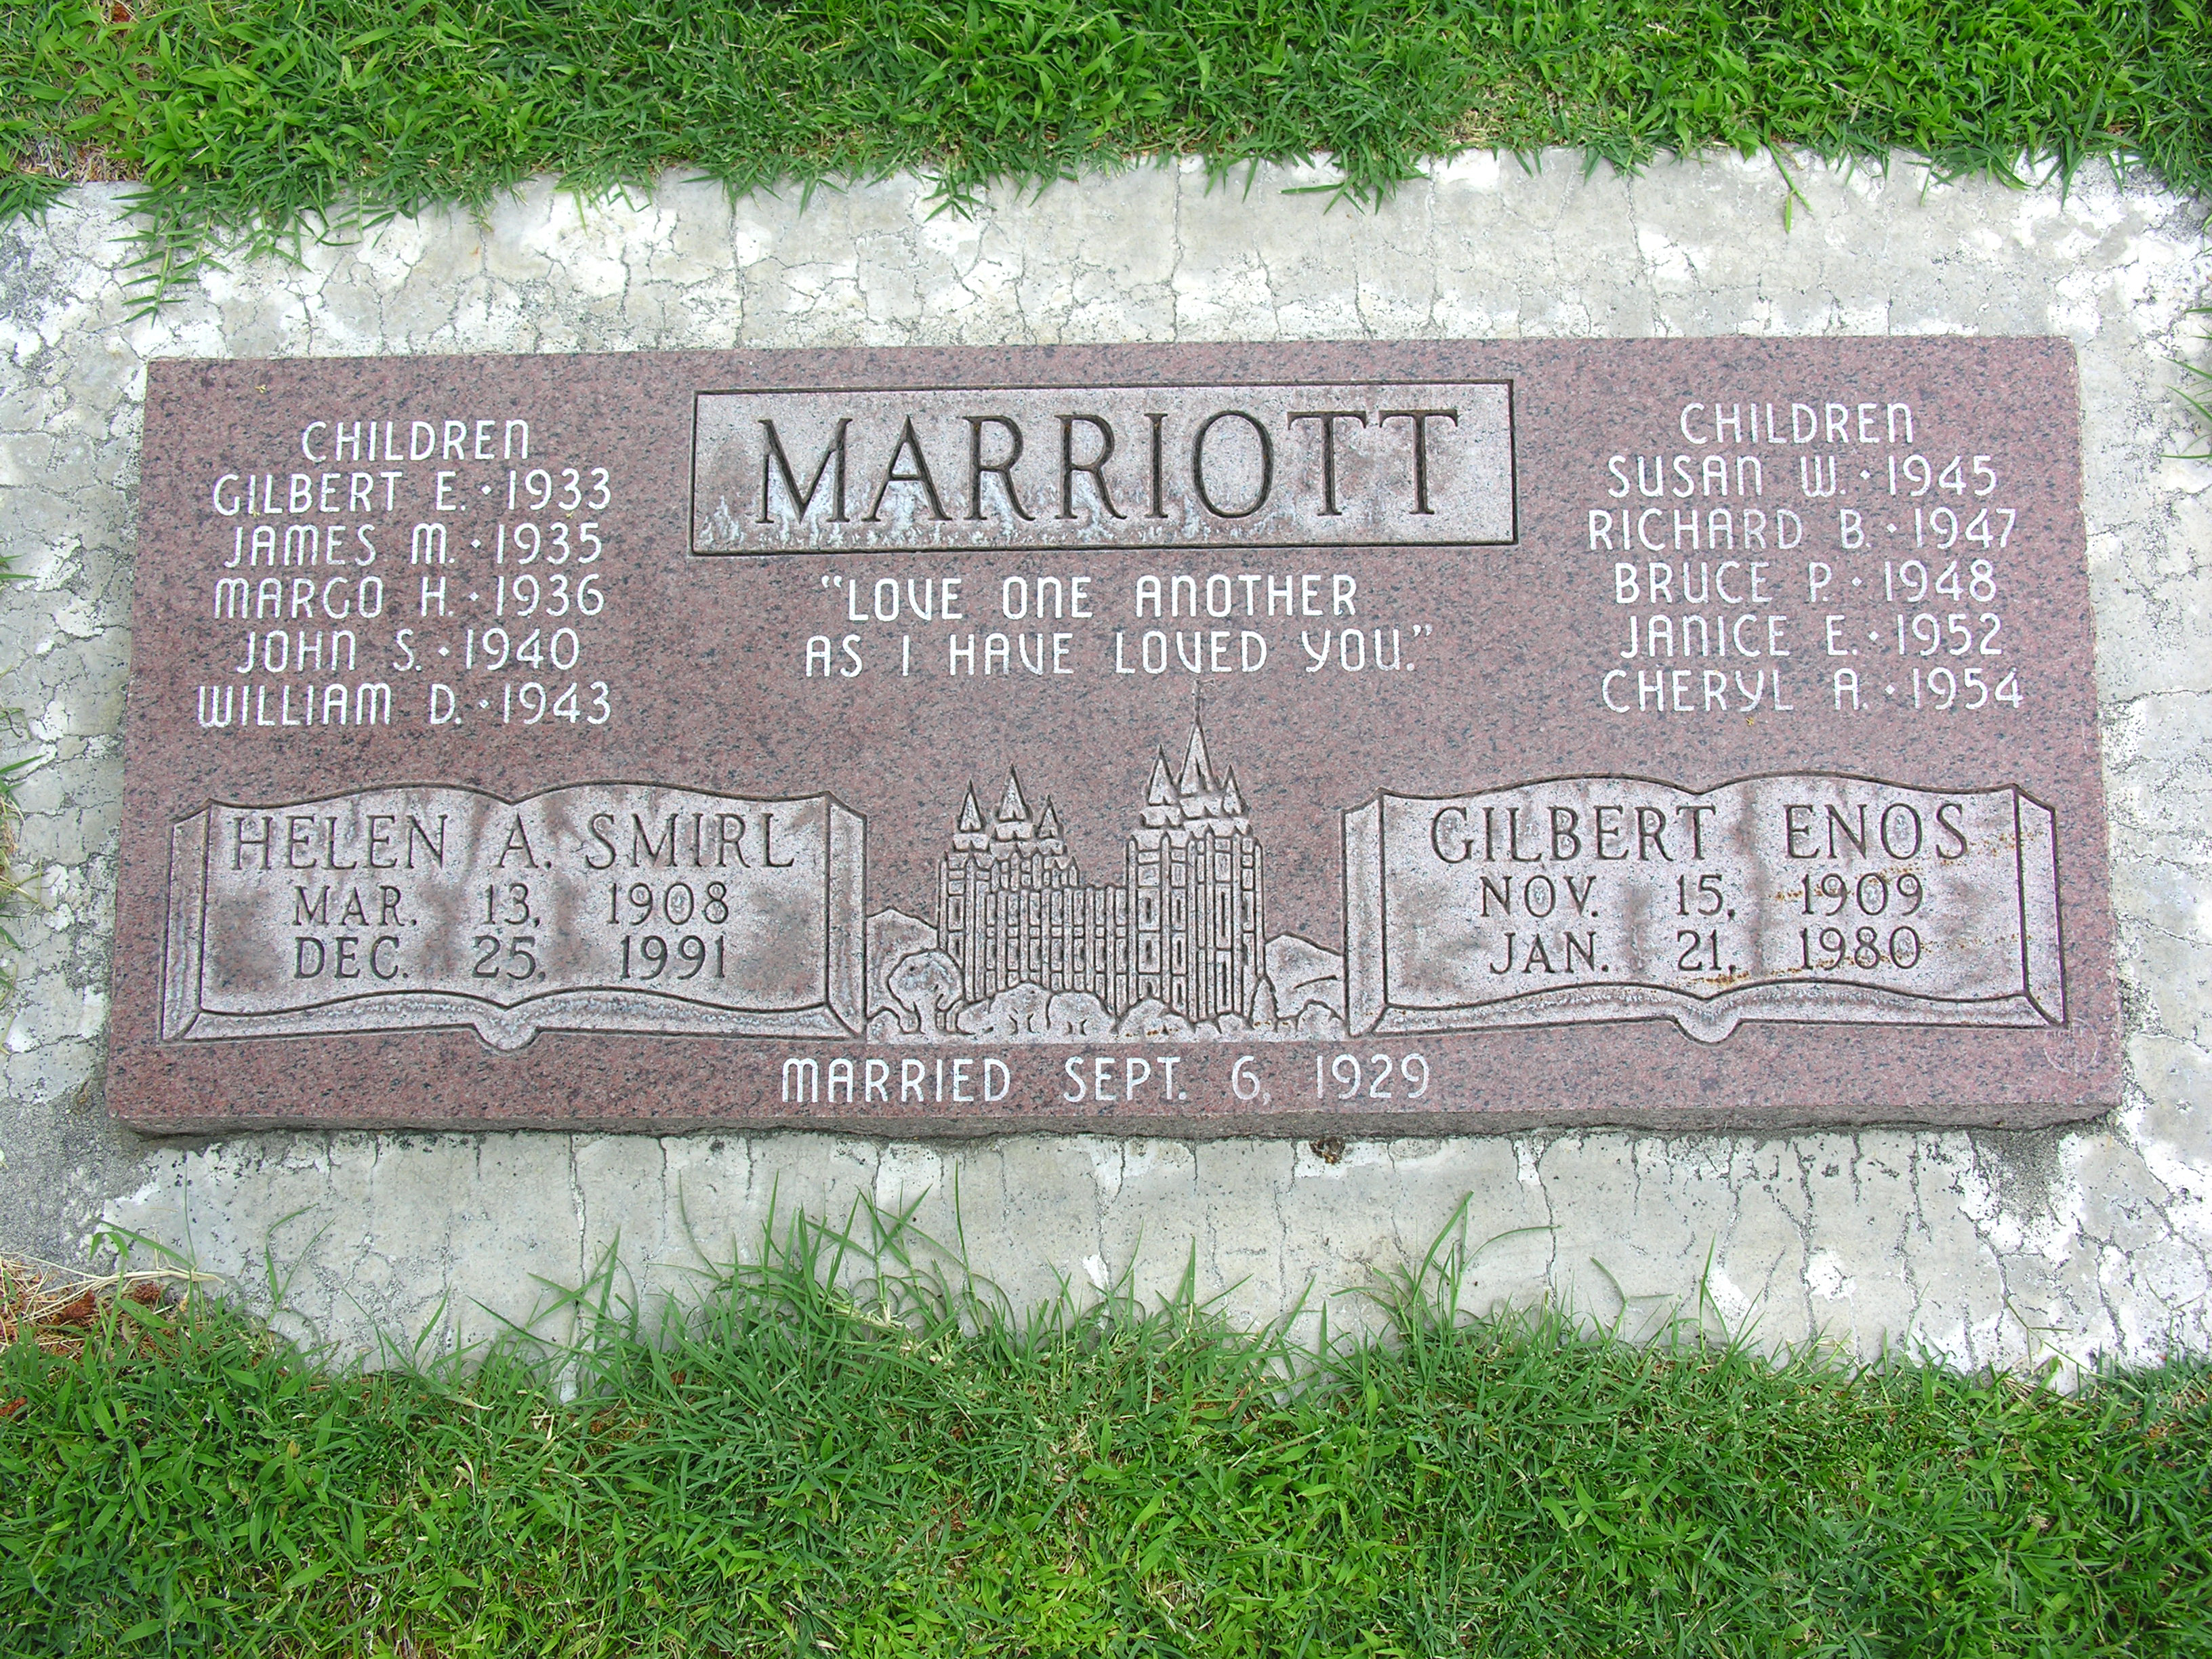 MARRIOTT
"LOVE ONE ANOTHER
AS I HAVE LOVED YOU."
CHILDREN
GILBERT E. • 1933
JAMES M. • 1935
MARGO H. • 1936
JOHN S. • 1940
WILLIAM D. • 1943
CHILDREN
SUSAN W. • 1945
RICHARD B. • 1947
BRUCE P. • 1948
JANICE E. • 1952
CHERYL A. • 1954
HELEN A. SMIRL
MAR. 13, 1908
DEC. 25, 1991
GILBERT ENOS
NOV. 15, 1909
JAN. 21, 1980
MARRIED SEPT. 6, 1929